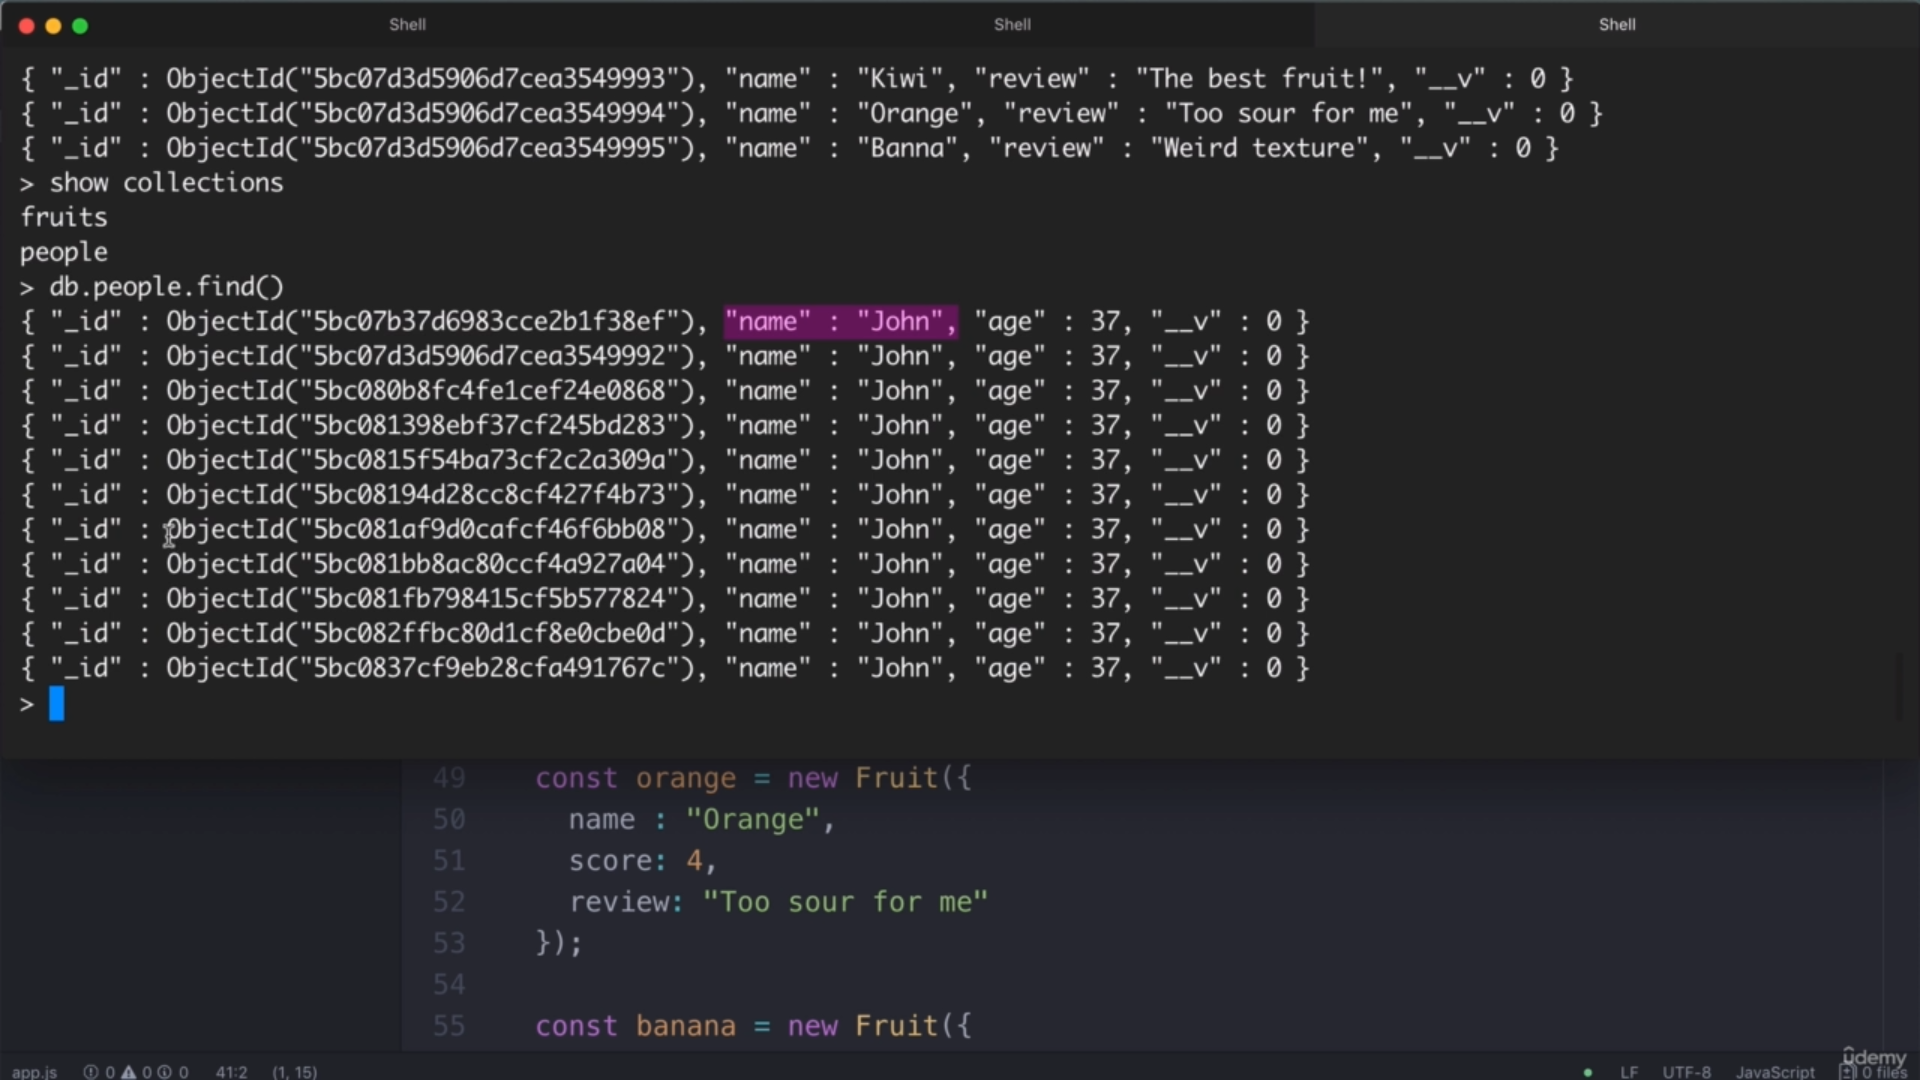 Shell Shell Shell
{ "_id" : ObjectId("5bc07d3d5906d7cea3549993"), "name" : "Kiwi", "review" : "The best fruit!", "__v" : 0 }
{ "_id" : ObjectId("5bc07d3d5906d7cea3549994"), "name" : "Orange", "review" : "Too sour for me", "__v" : 0 }
{ "_id" : ObjectId("5bc07d3d5906d7cea3549995"), "name" : "Banna", "review" : "Weird texture", "__v" : 0 }
> show collections
fruits
people
> db.people.find()
{ "_id" : ObjectId("5bc07b37d6983cce2b1f38ef"), "name" : "John", "age" : 37, "__v" : 0 }
{ "_id" : ObjectId("5bc07d3d5906d7cea3549992"), "name" : "John", "age" : 37, "__v" : 0 }
{ "_id" : ObjectId("5bc080b8fc4fe1cef24e0868"), "name" : "John", "age" : 37, "__v" : 0 }
{ "_id" : ObjectId("5bc081398ebf37cf245bd283"), "name" : "John", "age" : 37, "__v" : 0 }
{ "_id" : ObjectId("5bc0815f54ba73cf2c2a309a"), "name" : "John", "age" : 37, "__v" : 0 }
{ "_id" : ObjectId("5bc08194d28cc8cf427f4b73"), "name" : "John", "age" : 37, "__v" : 0 }
{ "_id" : ObjectId("5bc081af9d0cafcf46f6bb08"), "name" : "John", "age" : 37, "__v" : 0 }
{ "_id" : ObjectId("5bc081bb8ac80ccf4a927a04"), "name" : "John", "age" : 37, "__v" : 0 }
{ "_id" : ObjectId("5bc081fb798415cf5b577824"), "name" : "John", "age" : 37, "__v" : 0 }
{ "_id" : ObjectId("5bc082ffbc80d1cf8e0cbe0d"), "name" : "John", "age" : 37, "__v" : 0 }
{ "_id" : ObjectId("5bc0837cf9eb28cfa491767c"), "name" : "John", "age" : 37, "__v" : 0 }
>
49 const orange = new Fruit({
50 name : "Orange",
51 score: 4,
52 review: "Too sour for me"
53 });
54
55 const banana = new Fruit({
app.js 0 0 0 41:2 (1, 15) LF UTF-8 JavaScript 0 files
ûdemy